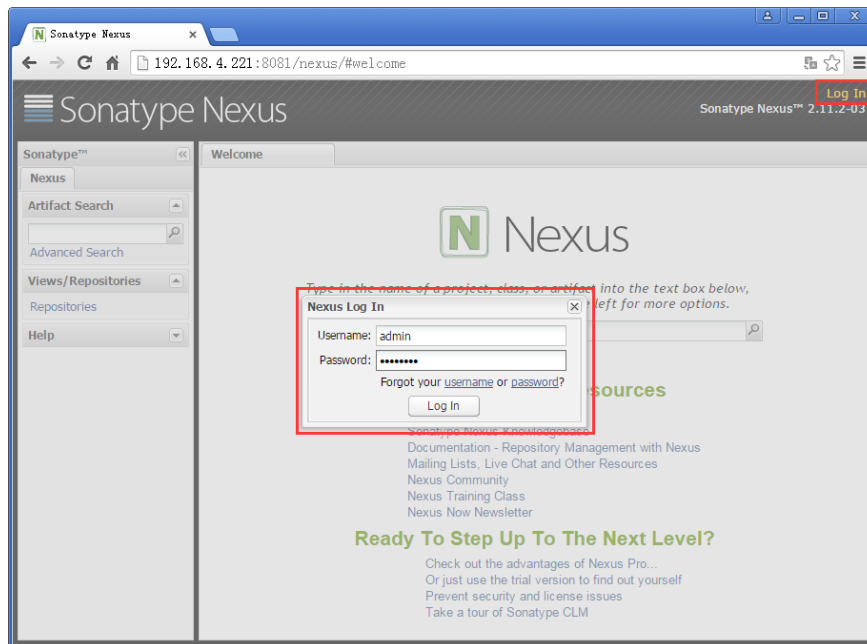 Sonatype Nexus
192.168.4.221:8081/nexus/#welcome
Sonatype Nexus
Log In
Sonatype Nexus™ 2.11.2-03
Sonatype™
Nexus
Artifact Search
Advanced Search
Views/Repositories
Repositories
Help
Welcome
N Nexus
Type in the name of a project, class, or artifact into the text box below,
left for more options.
Nexus Log In
Username: admin
Password: ••••••••
Forgot your username or password?
Log In
sources
Sonatype Nexus Knowledgebase
Documentation - Repository Management with Nexus
Mailing Lists, Live Chat and Other Resources
Nexus Community
Nexus Training Class
Nexus Now Newsletter
Ready To Step Up To The Next Level?
Check out the advantages of Nexus Pro...
Or just use the trial version to find out yourself
Prevent security and license issues
Take a tour of Sonatype CLM